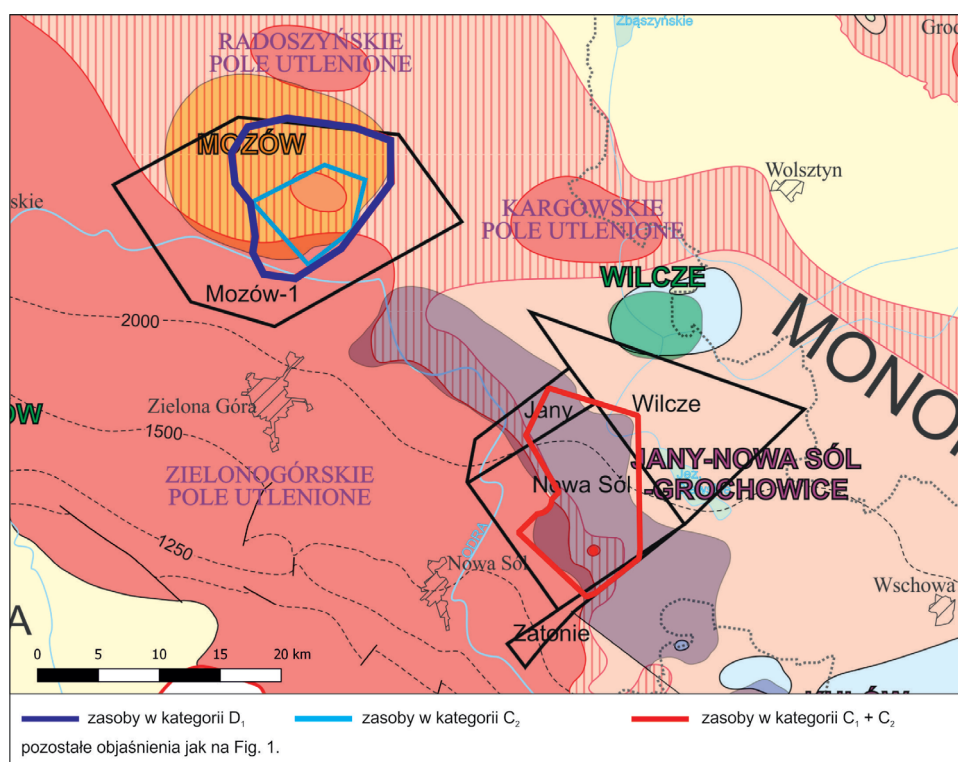 Zbąszyńskie
RADOSZYŃSKIE
POLE UTLENIONE
MOZÓW
Wolsztyn
skie
KARGOWSKIE
POLE UTLENIONE
WILCZE
Mozów-1
2000
MONO
Jany
Wilcze
Zielona Góra
1500
JANY-NOWA SÓL
-GROCHOWICE
Jez.
Nowa Sól
ZIELONOGÓRSKIE
POLE UTLENIONE
1250
Nowa Sól
Wschowa
A
Zatonie
0 5 10 15 20 km
zasoby w kategorii D₁
zasoby w kategorii C₂
zasoby w kategorii C₁ + C₂
pozostałe objaśnienia jak na Fig. 1.